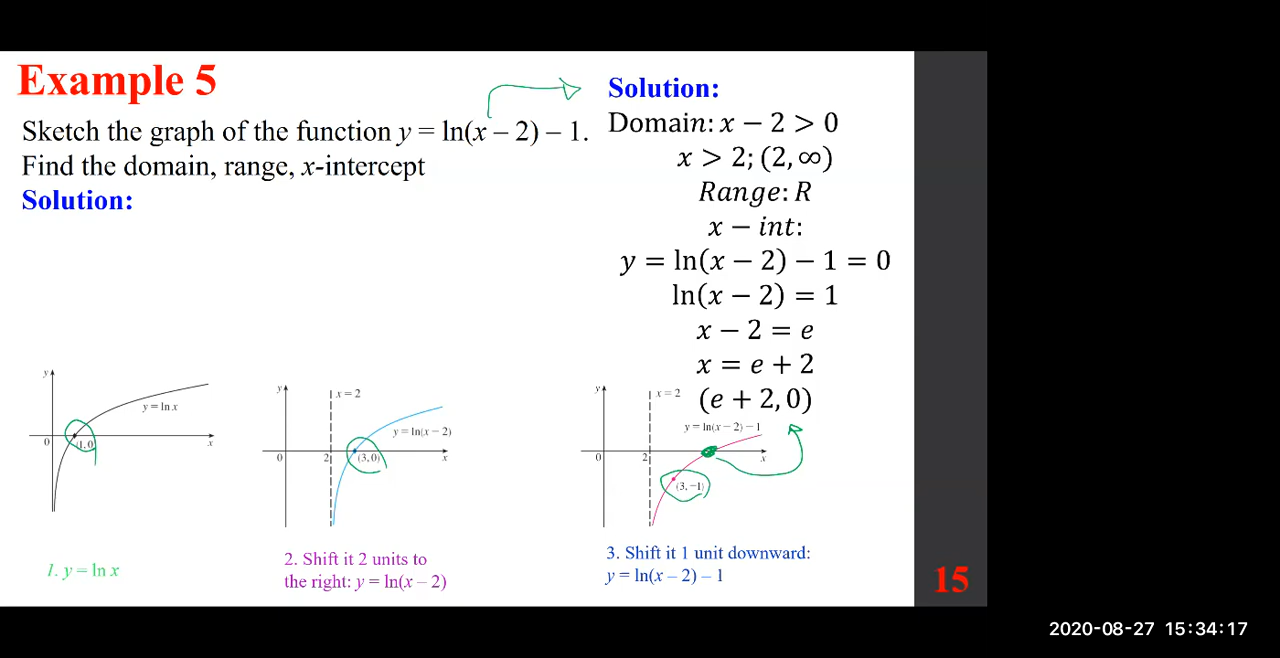 Example 5
Sketch the graph of the function y = ln(x − 2) − 1.
Find the domain, range, x-intercept
Solution:
Solution:
Domain: x − 2 > 0
x > 2; (2, ∞)
Range: R
x − int:
y = ln(x − 2) − 1 = 0
ln(x − 2) = 1
x − 2 = e
x = e + 2
(e + 2, 0)
y
y = ln x
0
(1, 0)
x
1. y = ln x
y
x = 2
y = ln(x − 2)
0
2
(3, 0)
x
2. Shift it 2 units to
the right: y = ln(x − 2)
y
x = 2
y = ln(x − 2) − 1
0
2
x
(3, −1)
3. Shift it 1 unit downward:
y = ln(x − 2) − 1
15
2020-08-27 15:34:17